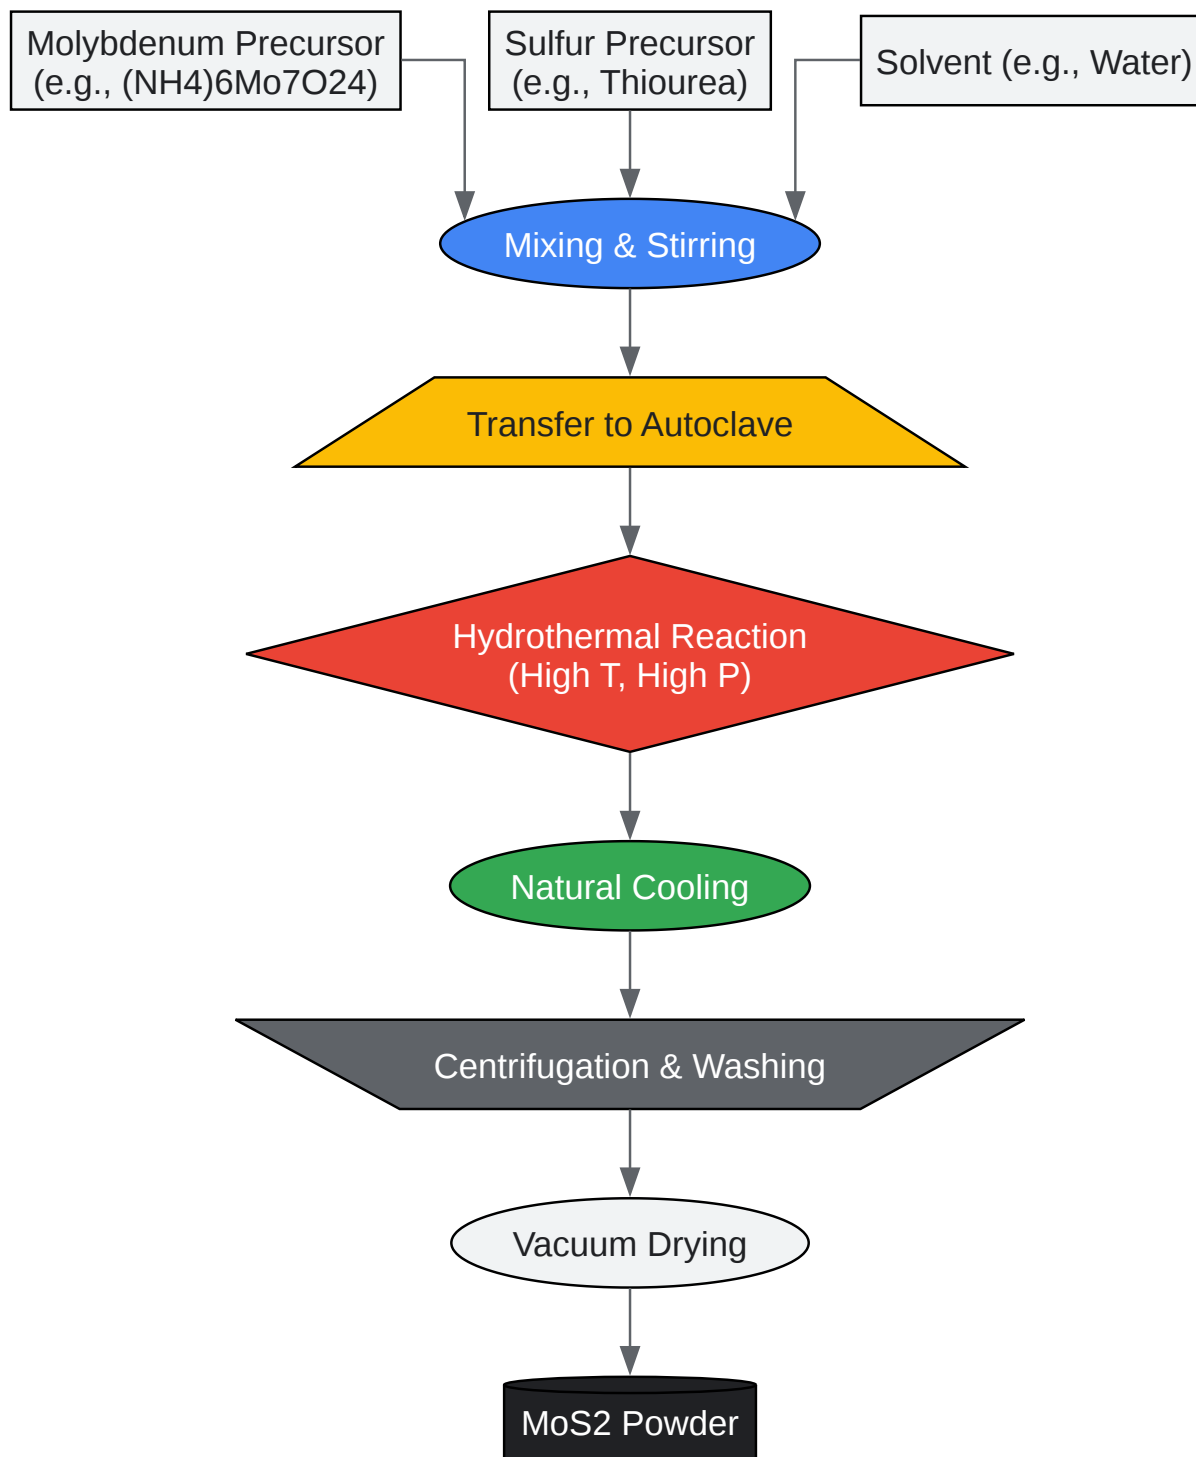 Molybdenum Precursor
(e.g., (NH4)6Mo7O24)
Sulfur Precursor
(e.g., Thiourea)
Solvent (e.g., Water)
Mixing & Stirring
Transfer to Autoclave
Hydrothermal Reaction
(High T, High P)
Natural Cooling
Centrifugation & Washing
Vacuum Drying
MoS2 Powder